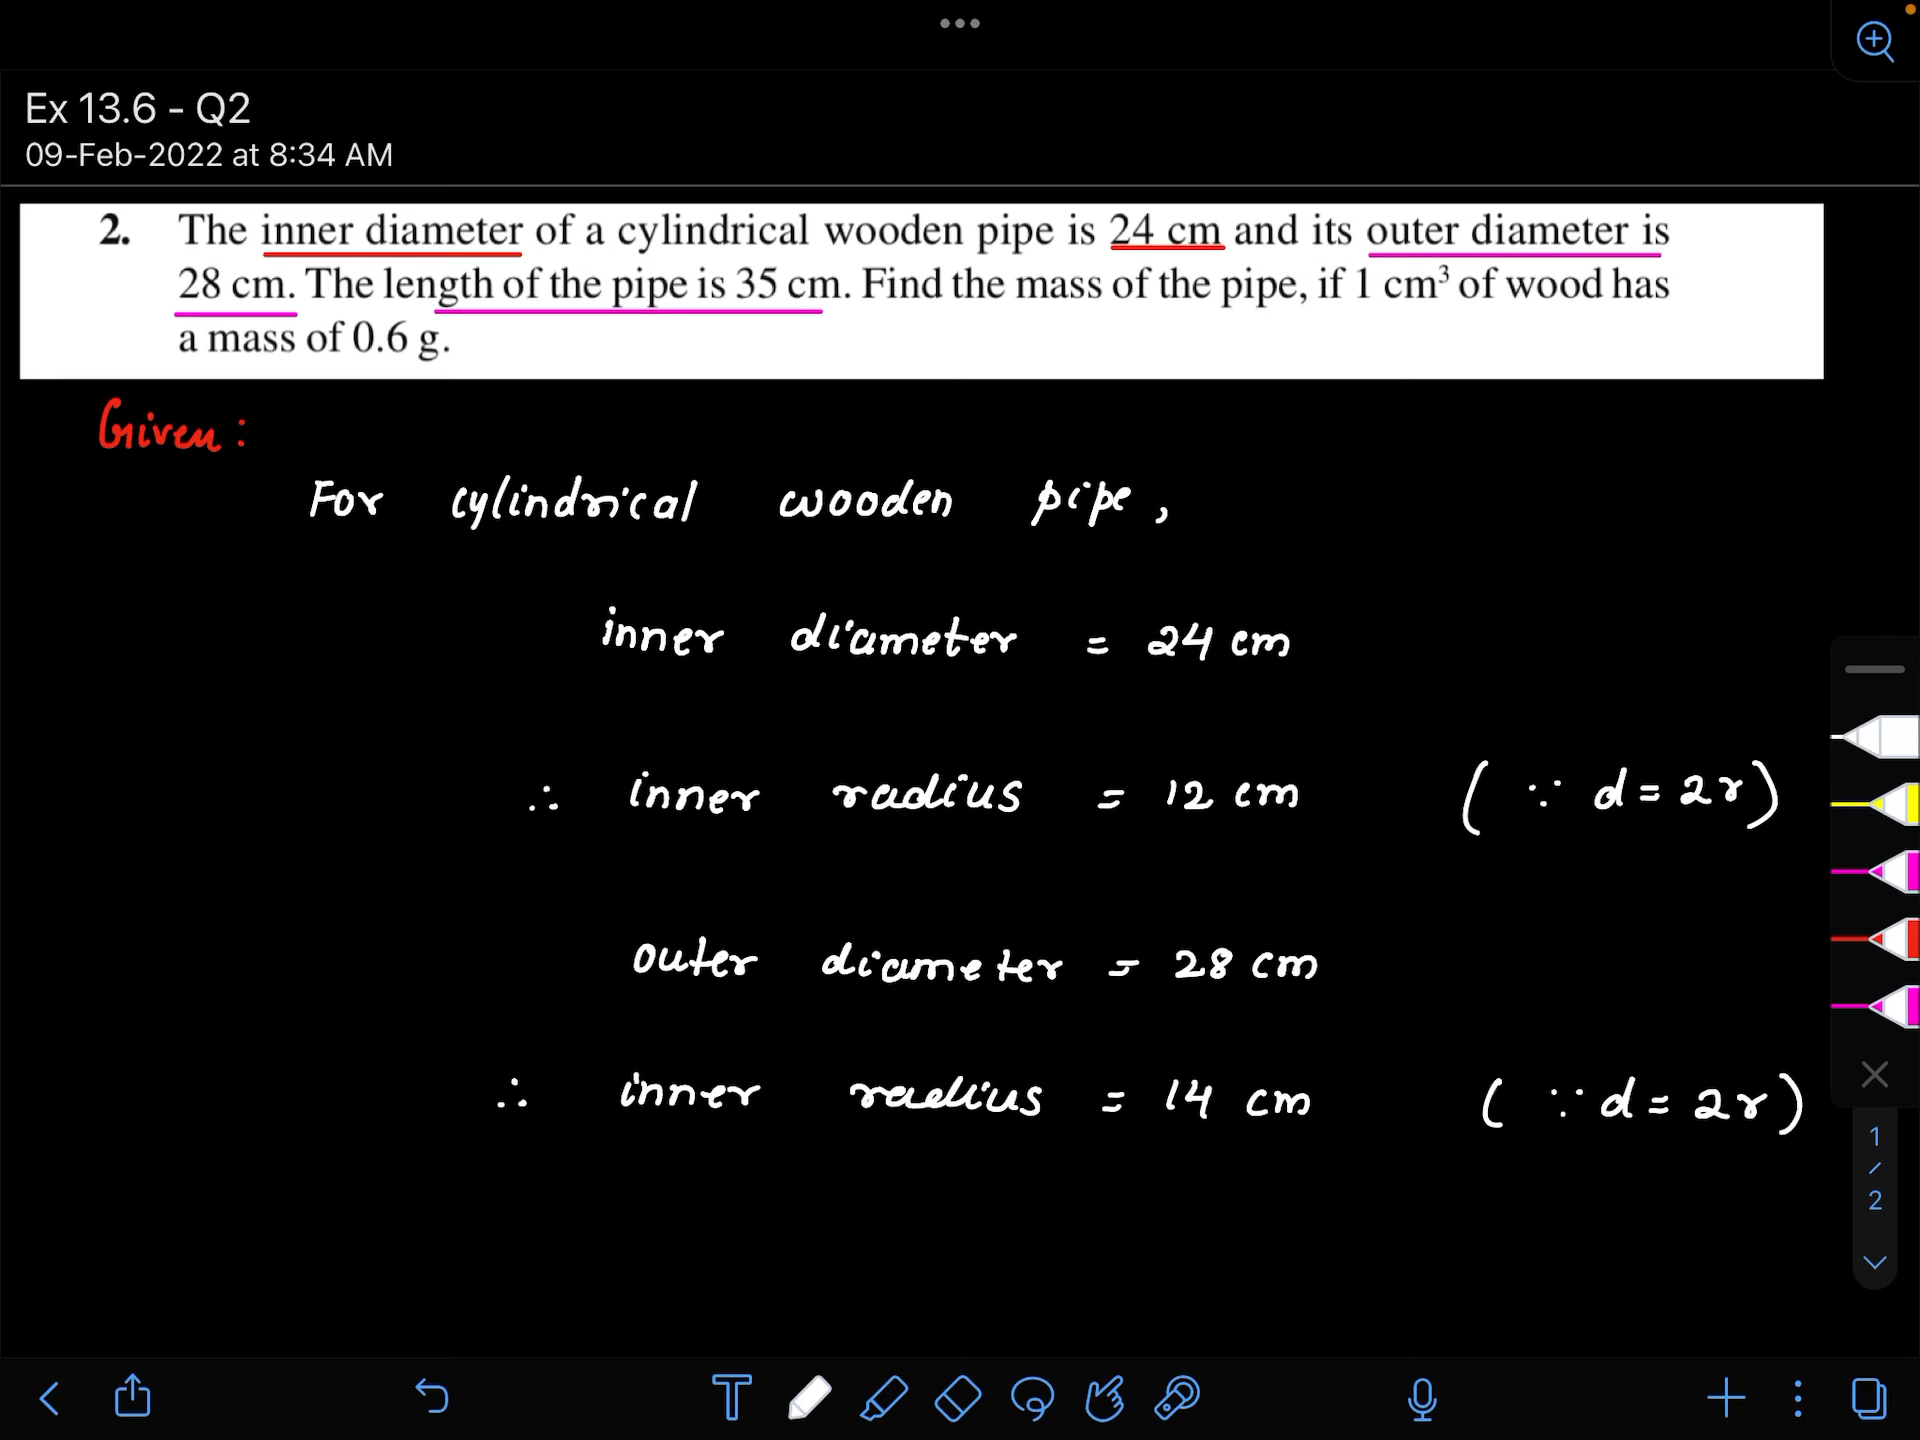 Ex 13.6 - Q2
09-Feb-2022 at 8:34 AM
2. The inner diameter of a cylindrical wooden pipe is 24 cm and its outer diameter is
28 cm. The length of the pipe is 35 cm. Find the mass of the pipe, if 1 cm³ of wood has
a mass of 0.6 g.
Given :
For cylindrical wooden pipe,
inner diameter = 24 cm
∴ inner radius = 12 cm ( ∵ d = 2r)
outer diameter = 28 cm
∴ inner radius = 14 cm ( ∵ d = 2r)
1
/
2